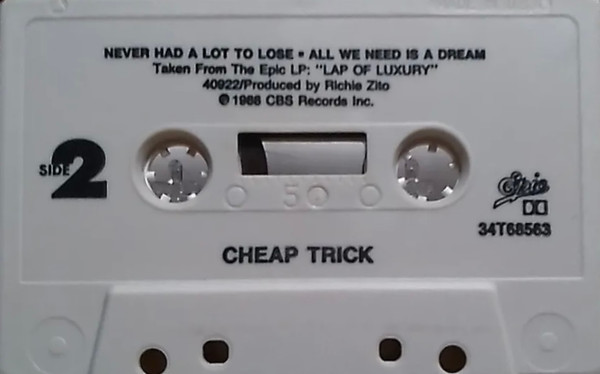 NEVER HAD A LOT TO LOSE • ALL WE NEED IS A DREAM
Taken From The Epic LP: "LAP OF LUXURY"
40922/Produced by Richie Zito
℗ 1988 CBS Records Inc.
SIDE 2
50
Epic
34T68563
CHEAP TRICK